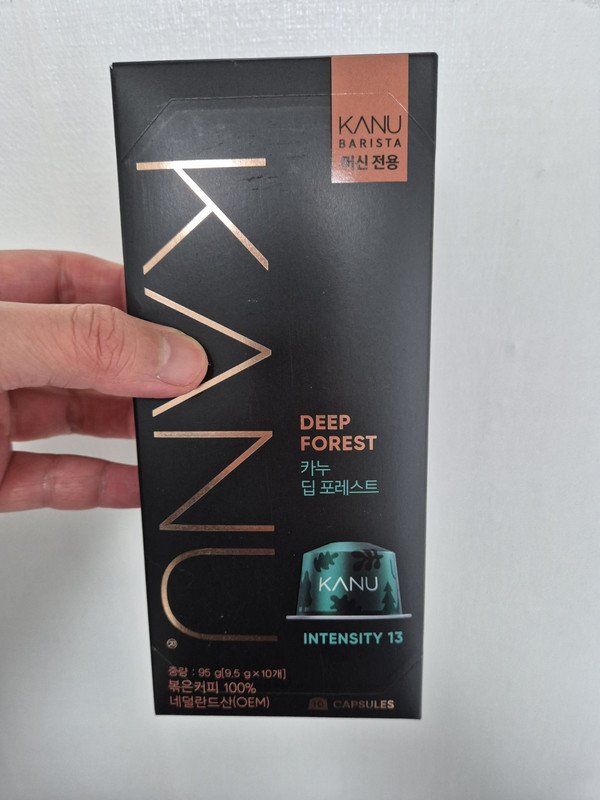 KANU
BARISTA
머신 전용
KANU
DEEP
FOREST
카누
딥 포레스트
KANU
INTENSITY 13
중량 : 95 g[9.5 g×10개]
볶은커피 100%
네덜란드산(OEM)
10 CAPSULES